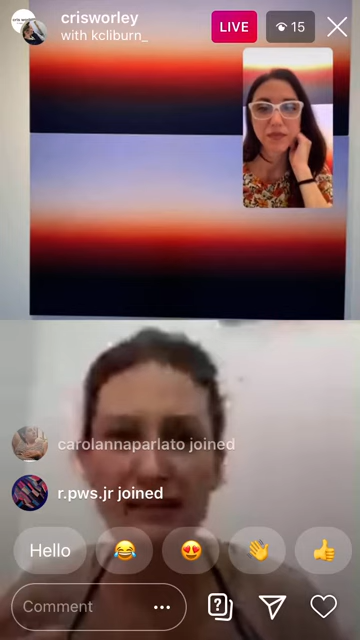 crisworley
with kcliburn_
LIVE
15
carolannaparlato joined
r.pws.jr joined
Hello
Comment